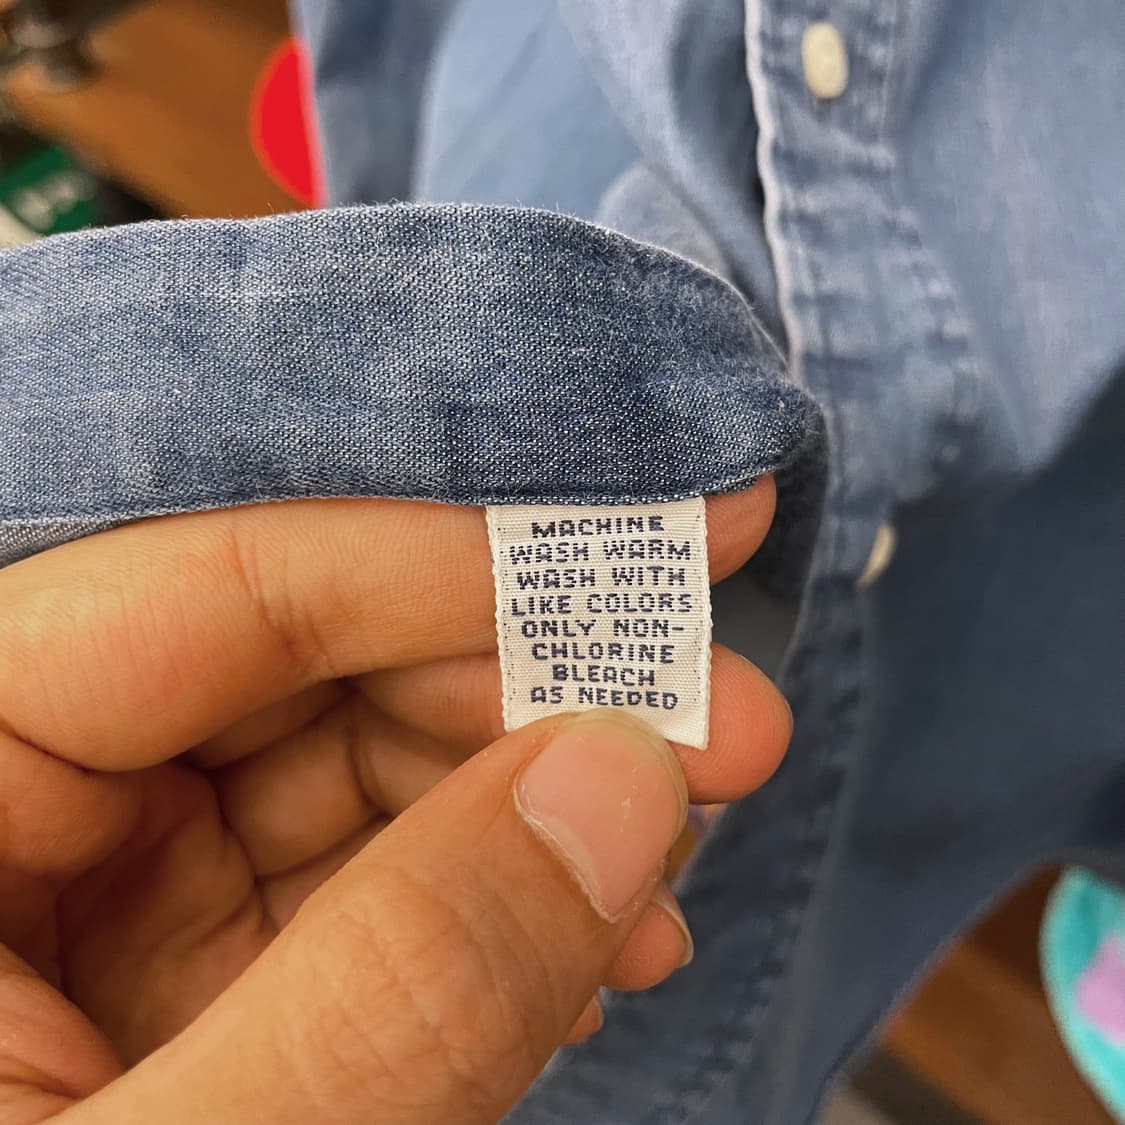 MACHINE
WASH WARM
WASH WITH
LIKE COLORS
ONLY NON-
CHLORINE
BLEACH
AS NEEDED